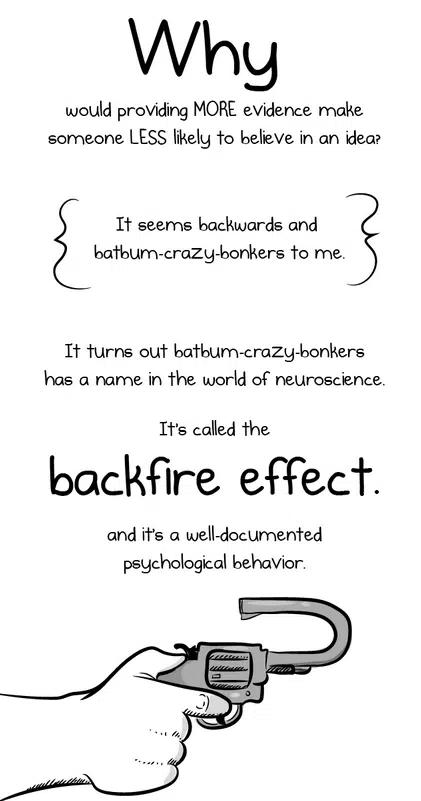 Why
would providing MORE evidence make
someone LESS likely to believe in an idea?
It seems backwards and
batbum-crazy-bonkers to me.
It turns out batbum-crazy-bonkers
has a name in the world of neuroscience.
It's called the
backfire effect.
and it's a well-documented
psychological behavior.